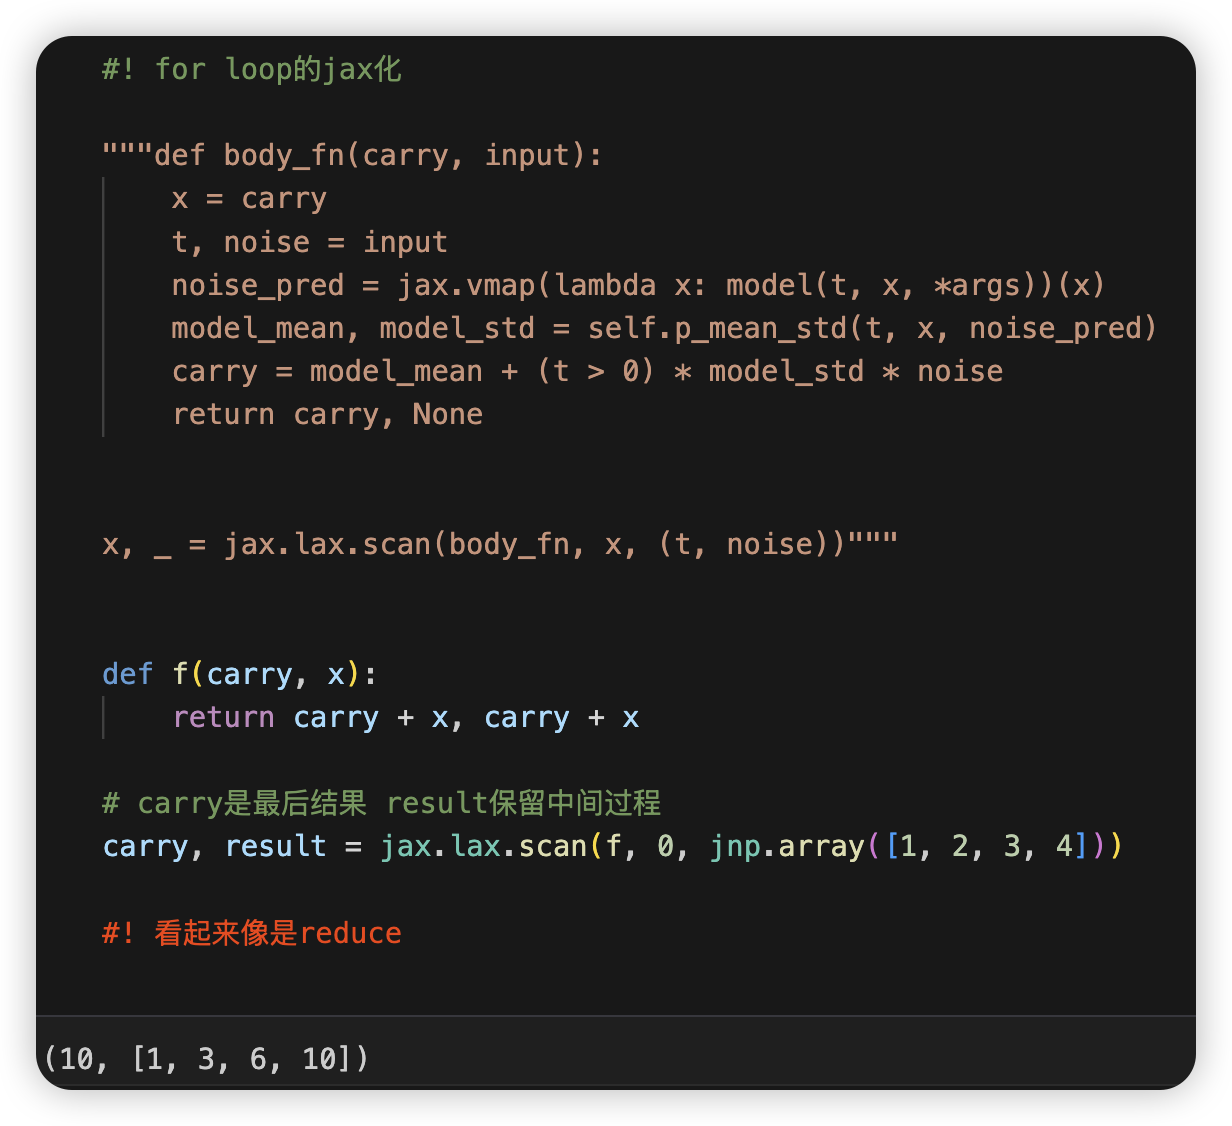 #! for loop的jax化
"""def body_fn(carry, input):
    x = carry
    t, noise = input
    noise_pred = jax.vmap(lambda x: model(t, x, *args))(x)
    model_mean, model_std = self.p_mean_std(t, x, noise_pred)
    carry = model_mean + (t > 0) * model_std * noise
    return carry, None
x, _ = jax.lax.scan(body_fn, x, (t, noise))"""
def f(carry, x):
    return carry + x, carry + x
# carry是最后结果 result保留中间过程
carry, result = jax.lax.scan(f, 0, jnp.array([1, 2, 3, 4]))
#! 看起来像是reduce
(10, [1, 3, 6, 10])